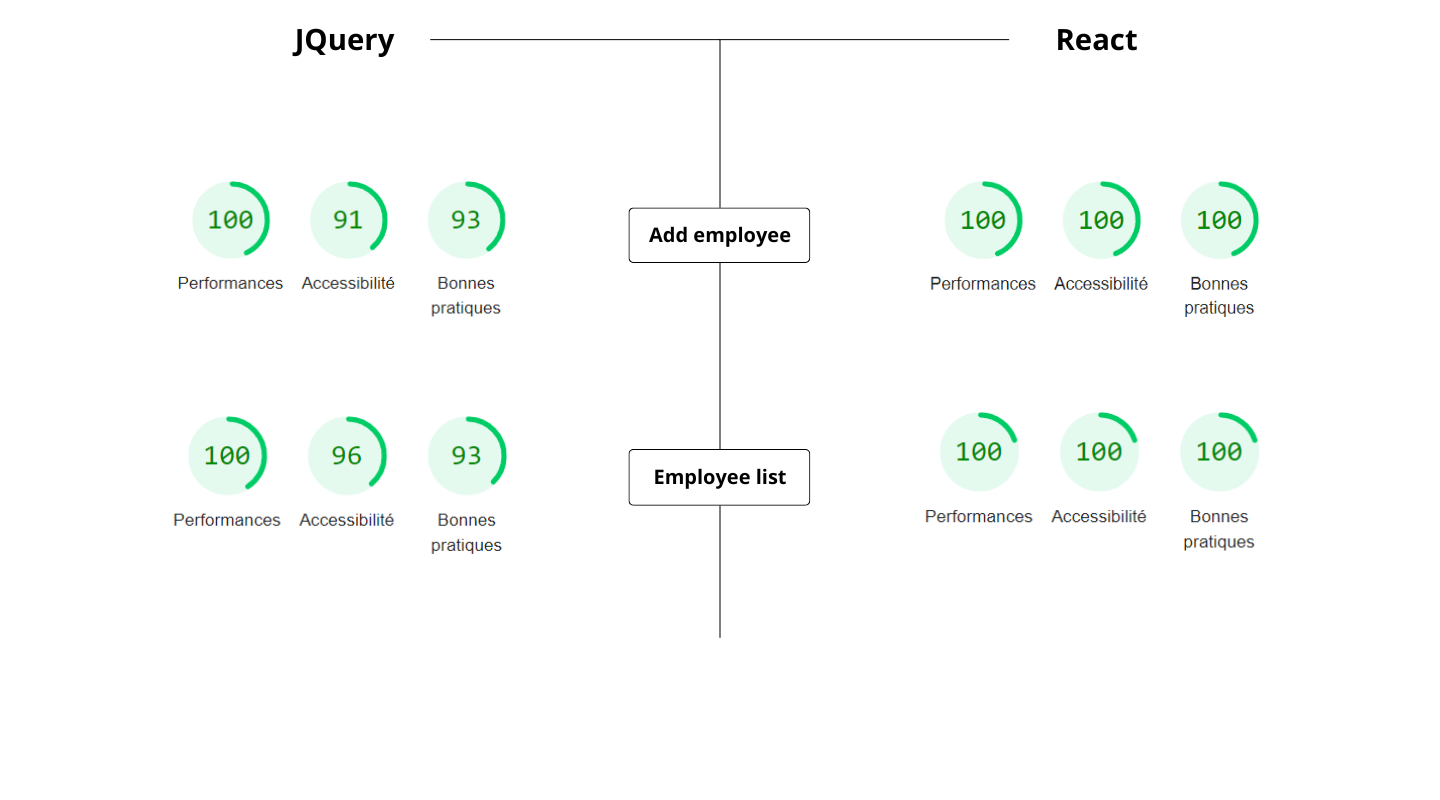 JQuery
React
100 91 93
Performances Accessibilité Bonnes
pratiques
Add employee
100 100 100
Performances Accessibilité Bonnes
pratiques
100 96 93
Performances Accessibilité Bonnes
pratiques
Employee list
100 100 100
Performances Accessibilité Bonnes
pratiques